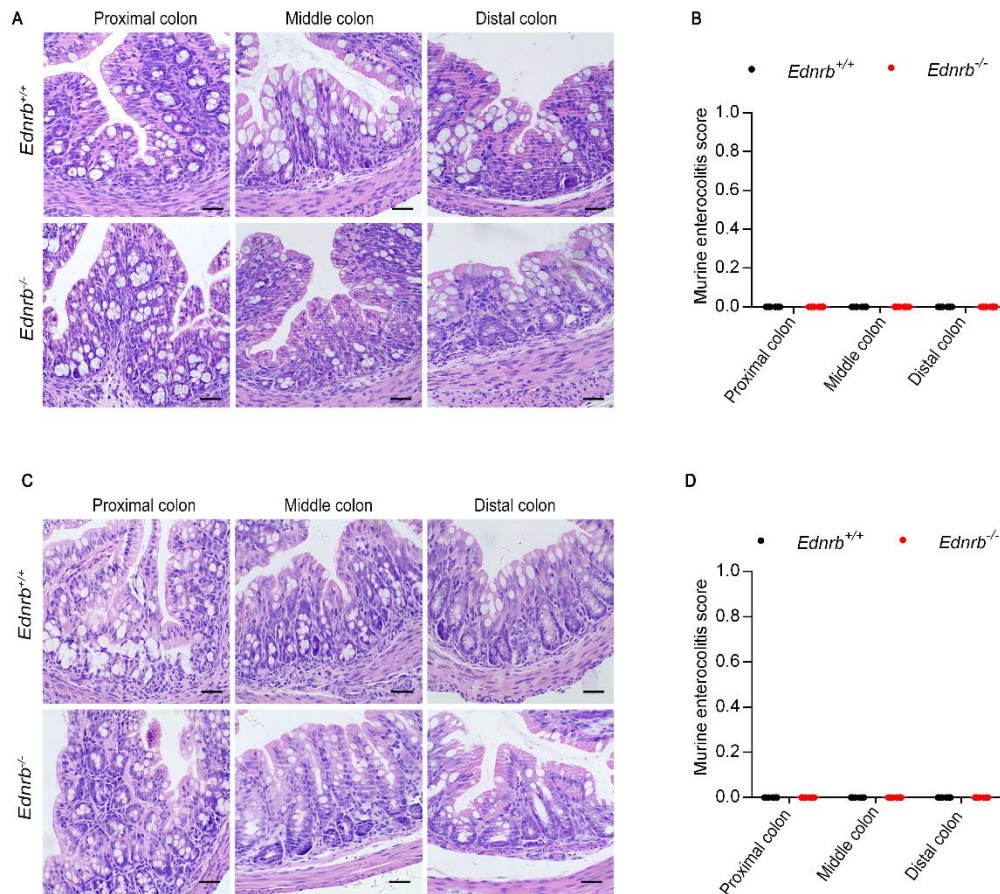 A
Proximal colon
Middle colon
Distal colon
Ednrb+/+
Ednrb-/-
B
Ednrb+/+
Ednrb-/-
Murine enterocolitis score
1.0
0.8
0.6
0.4
0.2
0.0
Proximal colon
Middle colon
Distal colon
C
Proximal colon
Middle colon
Distal colon
Ednrb+/+
Ednrb-/-
D
Ednrb+/+
Ednrb-/-
Murine enterocolitis score
1.0
0.8
0.6
0.4
0.2
0.0
Proximal colon
Middle colon
Distal colon